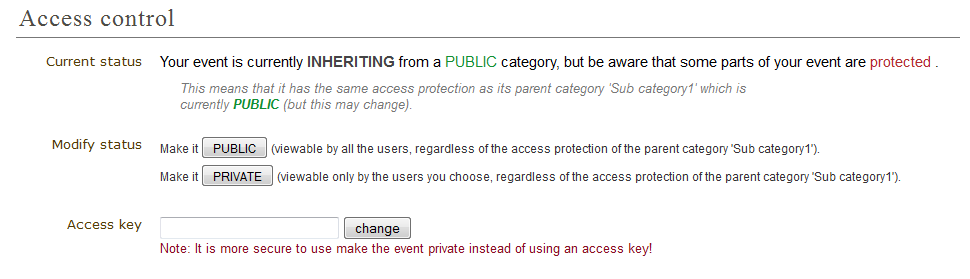 Access control
Current status Your event is currently INHERITING from a PUBLIC category, but be aware that some parts of your event are protected .
This means that it has the same access protection as its parent category 'Sub category1' which is
currently PUBLIC (but this may change).
Modify status Make it PUBLIC (viewable by all the users, regardless of the access protection of the parent category 'Sub category1').
Make it PRIVATE (viewable only by the users you choose, regardless of the access protection of the parent category 'Sub category1').
Access key change
Note: It is more secure to use make the event private instead of using an access key!